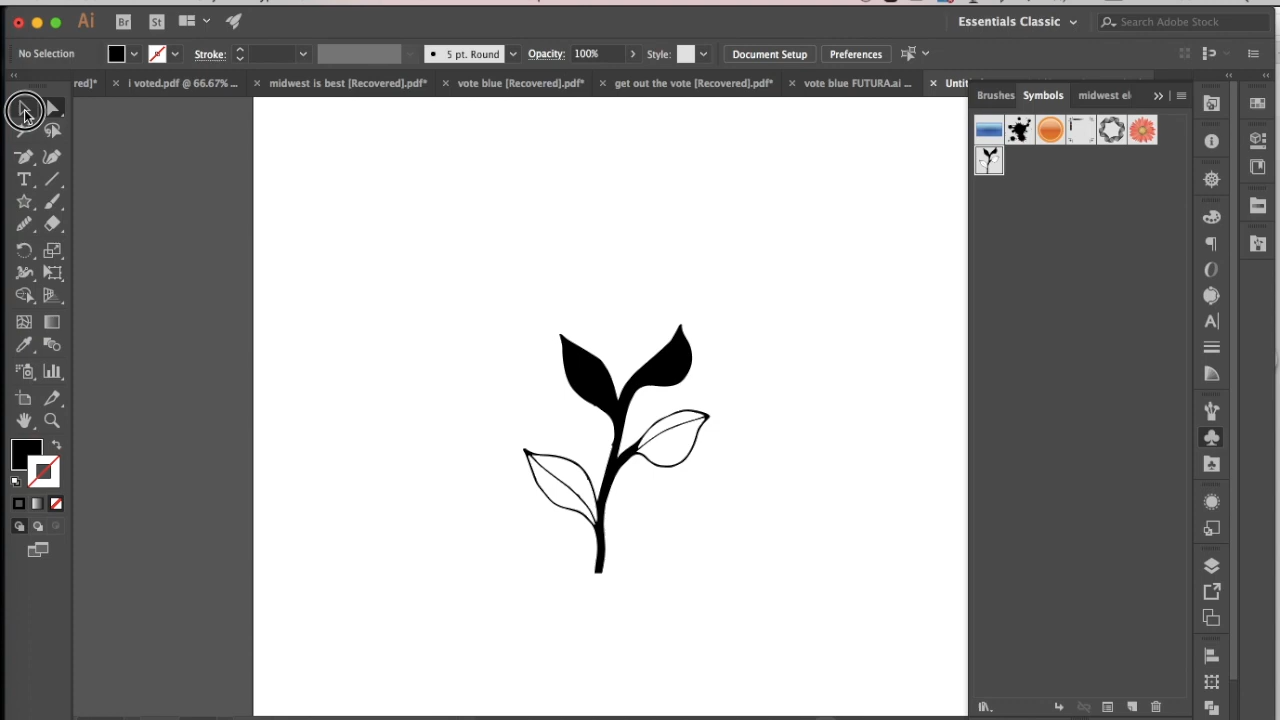 Ai Br St Essentials Classic Search Adobe Stock
No Selection Stroke: 5 pt. Round Opacity: 100% Style: Document Setup Preferences
red]* × i voted.pdf @ 66.67% ... × midwest is best [Recovered].pdf* × vote blue [Recovered].pdf* × get out the vote [Recovered].pdf* × vote blue FUTURA.ai ... × Untit
Brushes Symbols midwest el